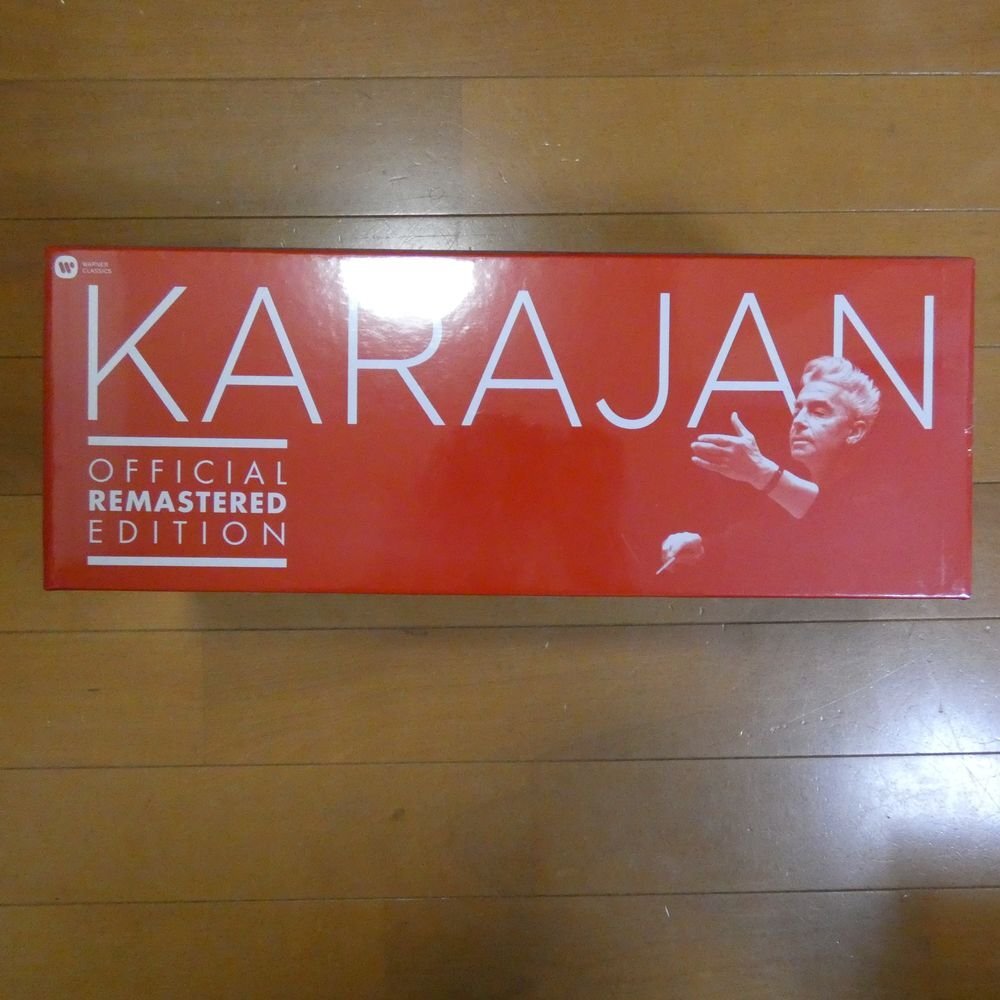 WARNER
CLASSICS
KARAJAN
OFFICIAL
REMASTERED
EDITION